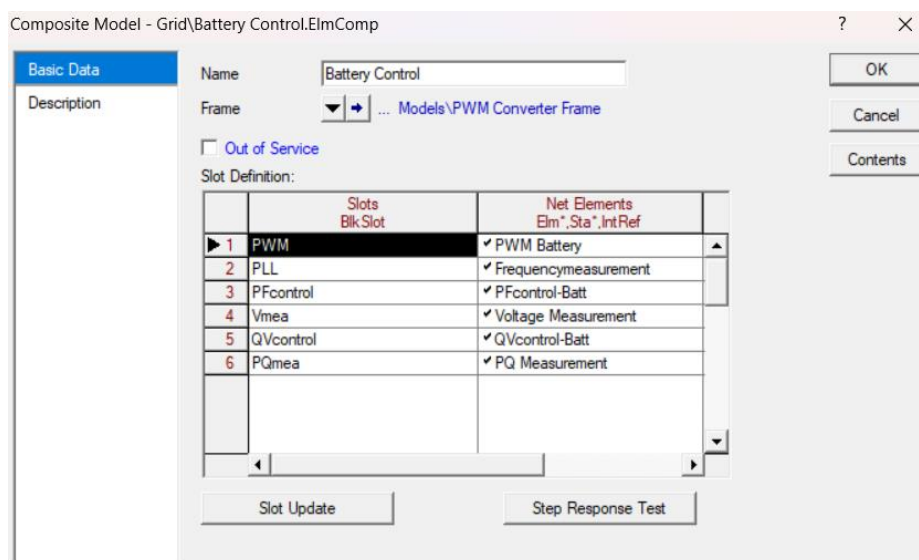 Composite Model - Grid\Battery Control.ElmComp ? X
Basic Data
Description
Name Battery Control
Frame ... Models\PWM Converter Frame
Out of Service
Slot Definition:
Slots Net Elements
BlkSlot Elm*,Sta*,IntRef
1 PWM PWM Battery
2 PLL Frequencymeasurement
3 PFcontrol PFcontrol-Batt
4 Vmea Voltage Measurement
5 QVcontrol QVcontrol-Batt
6 PQmea PQ Measurement
Slot Update Step Response Test
OK
Cancel
Contents